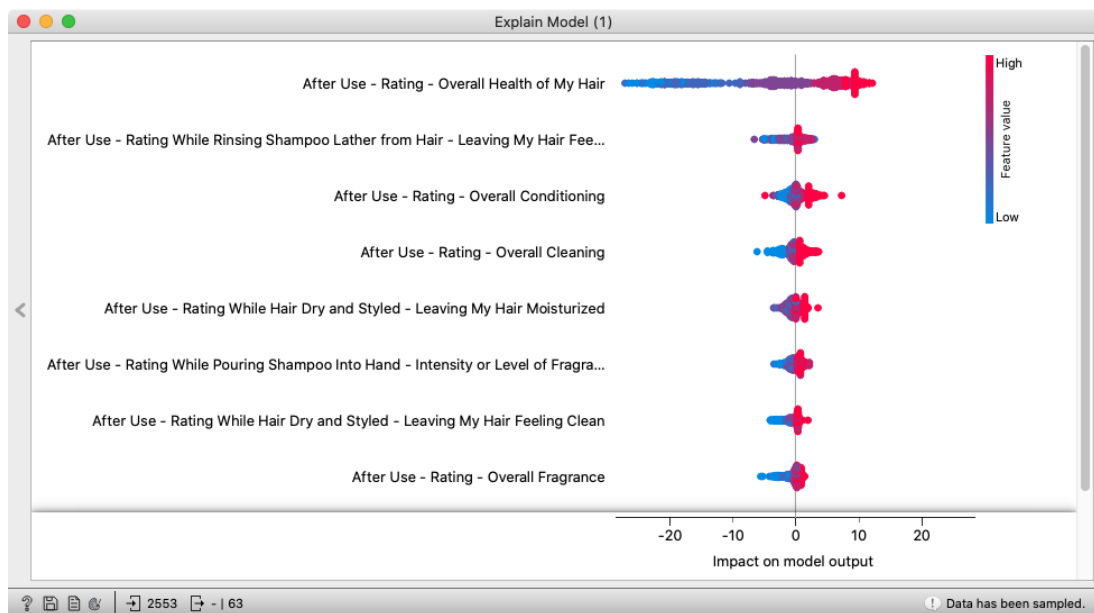 Explain Model (1)
After Use - Rating - Overall Health of My Hair
After Use - Rating While Rinsing Shampoo Lather from Hair - Leaving My Hair Fee...
After Use - Rating - Overall Conditioning
After Use - Rating - Overall Cleaning
After Use - Rating While Hair Dry and Styled - Leaving My Hair Moisturized
After Use - Rating While Pouring Shampoo Into Hand - Intensity or Level of Fragra...
After Use - Rating While Hair Dry and Styled - Leaving My Hair Feeling Clean
After Use - Rating - Overall Fragrance
High
Feature value
Low
-20 -10 0 10 20
Impact on model output
? 2553 - | 63 ! Data has been sampled.